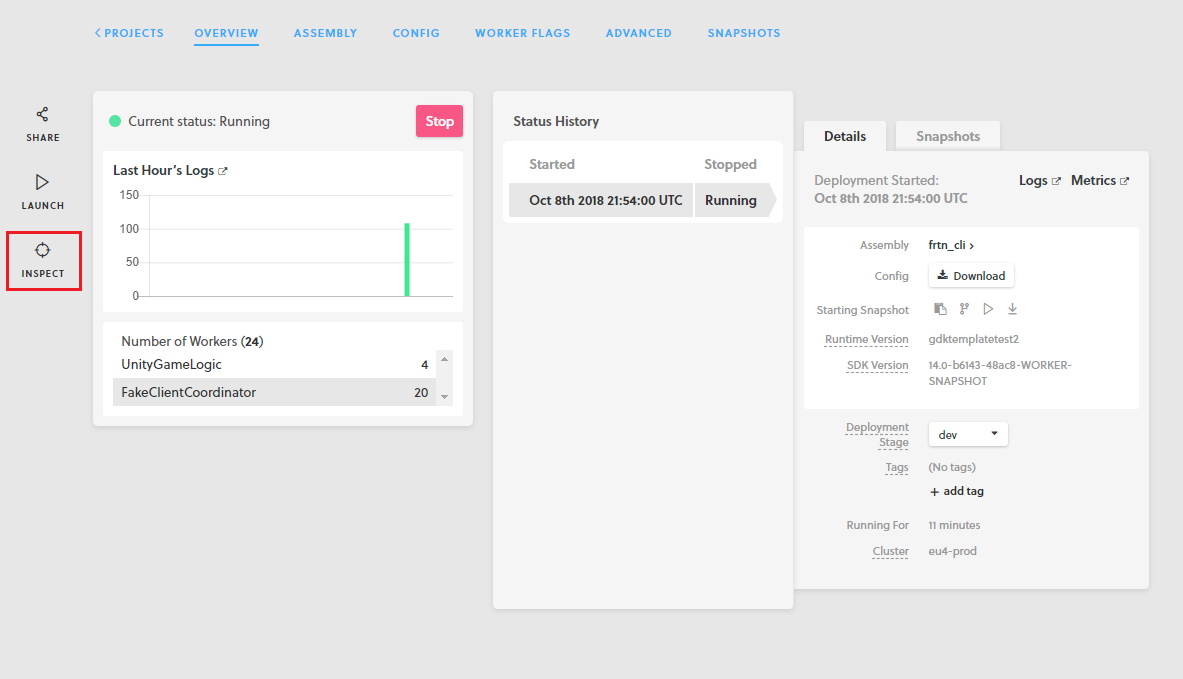 PROJECTS OVERVIEW ASSEMBLY CONFIG WORKER FLAGS ADVANCED SNAPSHOTS
SHARE
LAUNCH
INSPECT
Current status: Running
Stop
Last Hour's Logs
150
100
50
0
Number of Workers (24)
UnityGameLogic 4
FakeClientCoordinator 20
Status History
Started Stopped
Oct 8th 2018 21:54:00 UTC Running
Details Snapshots
Deployment Started: Logs Metrics
Oct 8th 2018 21:54:00 UTC
Assembly frtn_cli
Config Download
Starting Snapshot
Runtime Version gdktemplatetest2
SDK Version 14.0-b6143-48ac8-WORKER-
SNAPSHOT
Deployment
Stage
dev
Tags (No tags)
+ add tag
Running For 11 minutes
Cluster eu4-prod